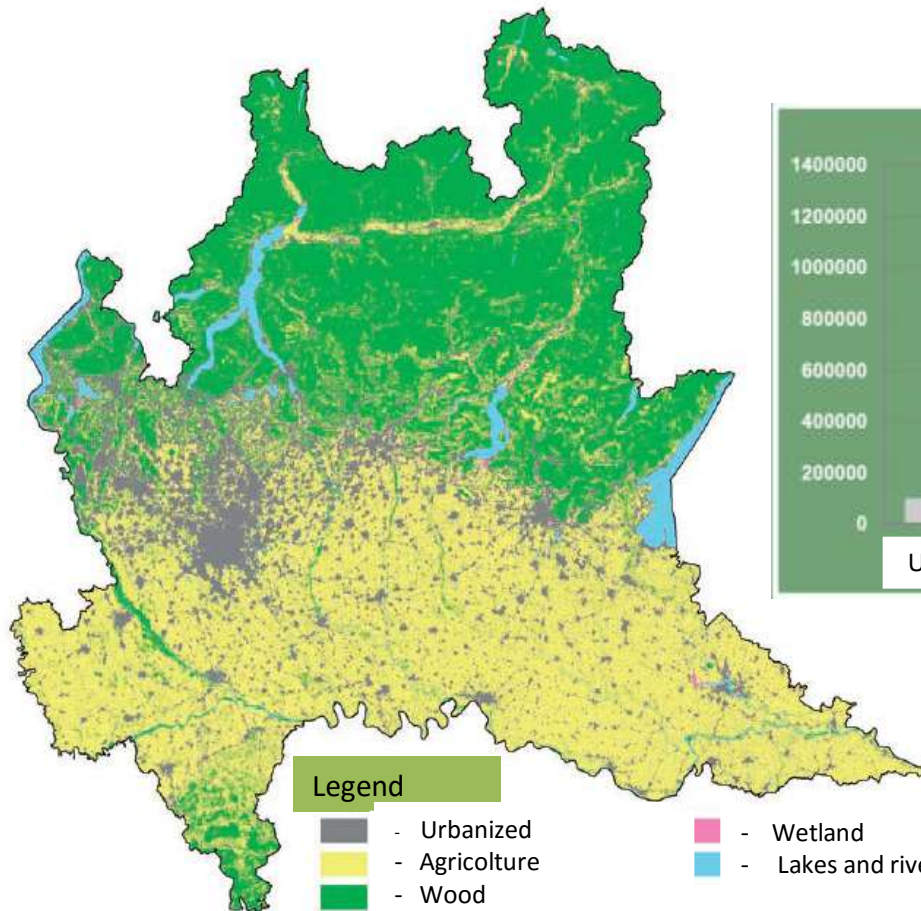 1400000
1200000
1000000
800000
600000
400000
200000
0
U
Legend
- Urbanized
- Agricolture
- Wood
- Wetland
- Lakes and rive